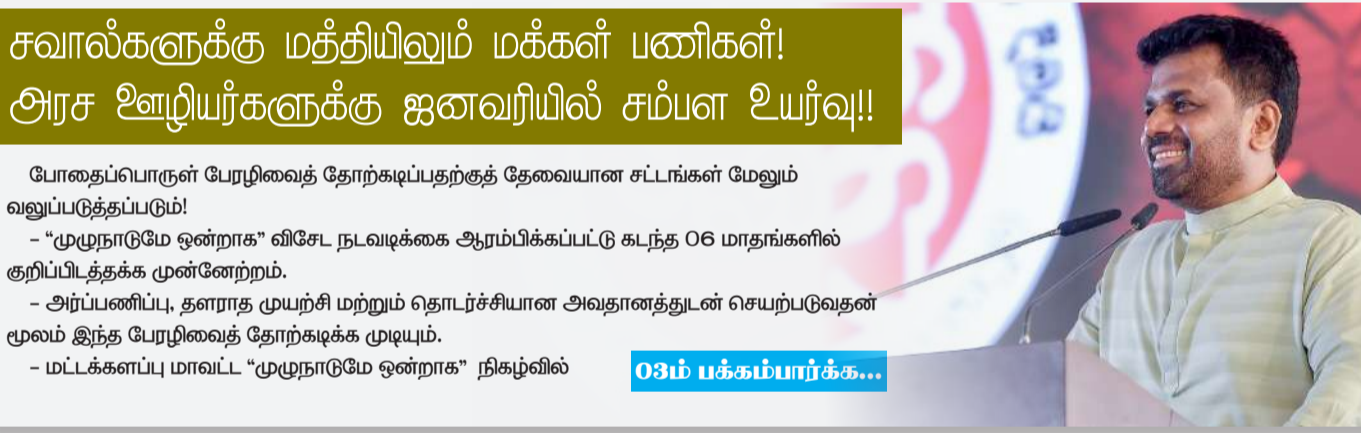 சவால்களுக்கு மத்தியிலும் மக்கள் பணிகள்!
அரச ஊழியர்களுக்கு ஜனவரியில் சம்பள உயர்வு!!
போதைப்பொருள் பேரழிவைத் தோற்கடிப்பதற்குத் தேவையான சட்டங்கள் மேலும்
வலுப்படுத்தப்படும்!
– “முழுநாடுமே ஒன்றாக” விசேட நடவடிக்கை ஆரம்பிக்கப்பட்டு கடந்த 06 மாதங்களில்
குறிப்பிடத்தக்க முன்னேற்றம்.
– அர்ப்பணிப்பு, தளராத முயற்சி மற்றும் தொடர்ச்சியான அவதானத்துடன் செயற்படுவதன்
மூலம் இந்த பேரழிவைத் தோற்கடிக்க முடியும்.
– மட்டக்களப்பு மாவட்ட “முழுநாடுமே ஒன்றாக” நிகழ்வில்
03ம் பக்கம்பார்க்க...